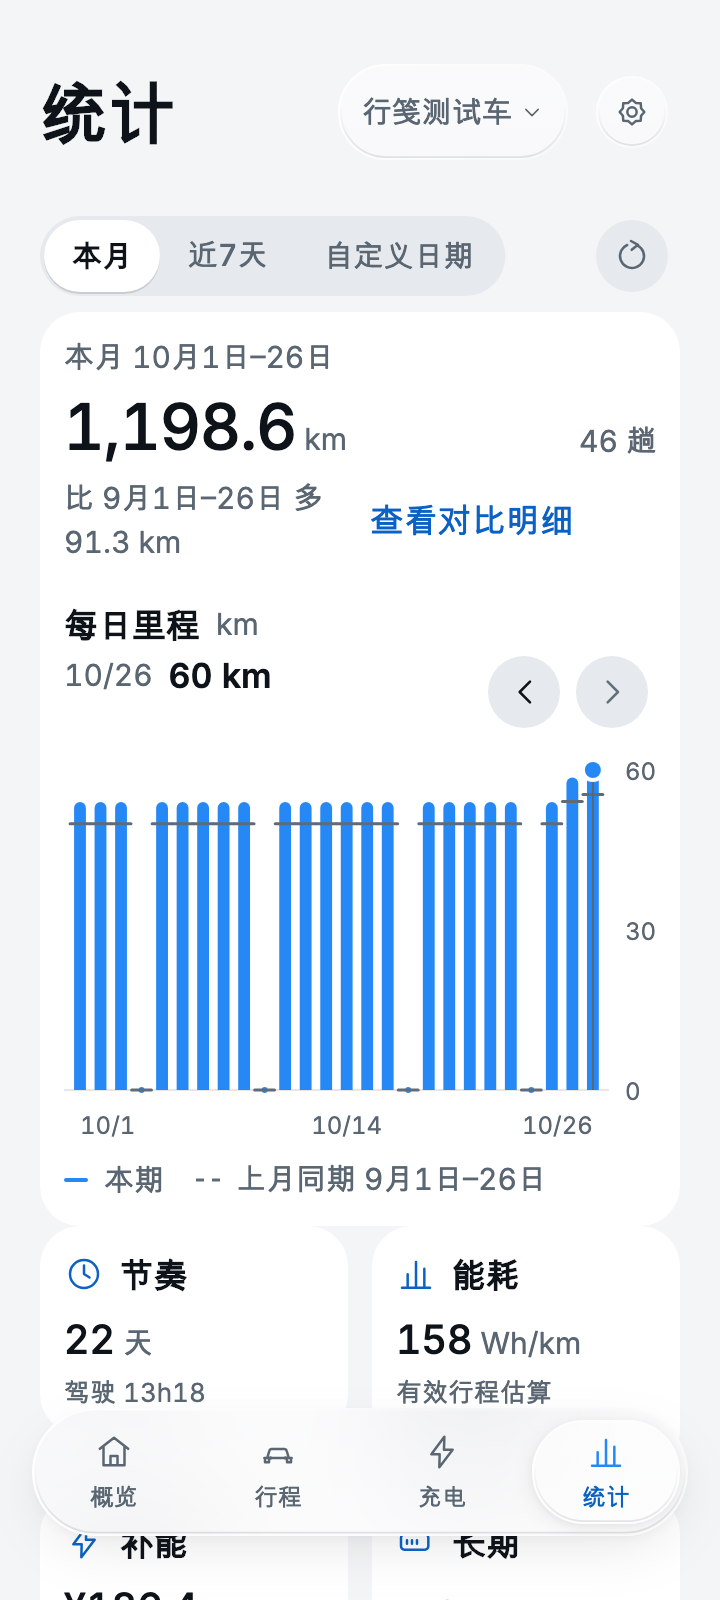 统计
行笺测试车
本月 近7天 自定义日期
本月 10月1日–26日
1,198.6 km
46 趟
比 9月1日–26日 多
91.3 km
查看对比明细
每日里程 km
10/26 60 km
60
30
0
10/1 10/14 10/26
本期 -- 上月同期 9月1日–26日
节奏
22 天
驾驶 13h18
能耗
158 Wh/km
有效行程估算
概览 行程 充电 统计
补能
长期